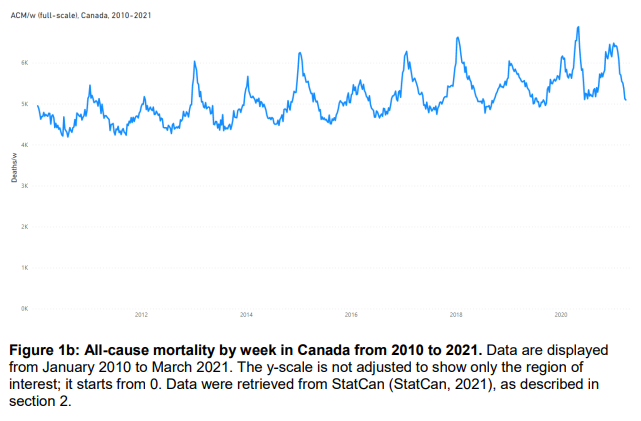 ACM/w (full-scale), Canada, 2010-2021
6K
5K
4K
3K
2K
1K
0K
Deaths/w
2012 2014 2016 2018 2020
Figure 1b: All-cause mortality by week in Canada from 2010 to 2021. Data are displayed
from January 2010 to March 2021. The y-scale is not adjusted to show only the region of
interest; it starts from 0. Data were retrieved from StatCan (StatCan, 2021), as described in
section 2.